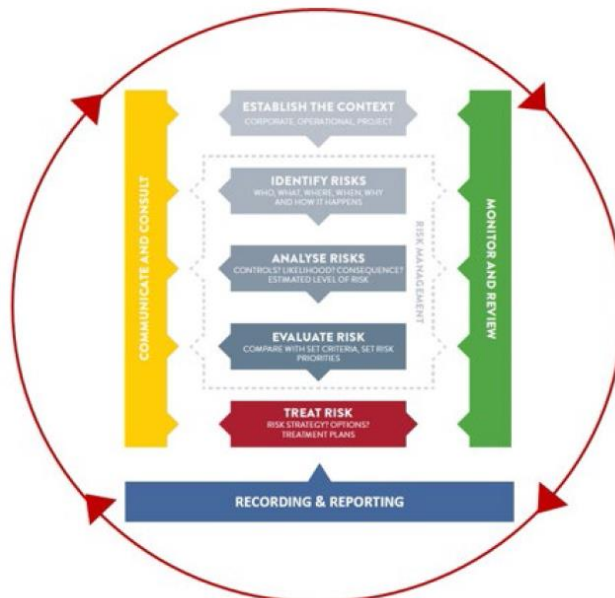 ESTABLISH THE CONTEXT
CORPORATE, OPERATIONAL, PROJECT
IDENTIFY RISKS
WHO, WHAT, WHERE, WHEN, WHY
AND HOW IT HAPPENS
ANALYSE RISKS
CONTROLS? LIKELIHOOD? CONSEQUENCE?
ESTIMATED LEVEL OF RISK
EVALUATE RISK
COMPARE WITH SET CRITERIA, SET RISK
PRIORITIES
TREAT RISK
RISK STRATEGY? OPTIONS?
TREATMENT PLANS
COMMUNICATE AND CONSULT
RISK MANAGEMENT
MONITOR AND REVIEW
RECORDING & REPORTING